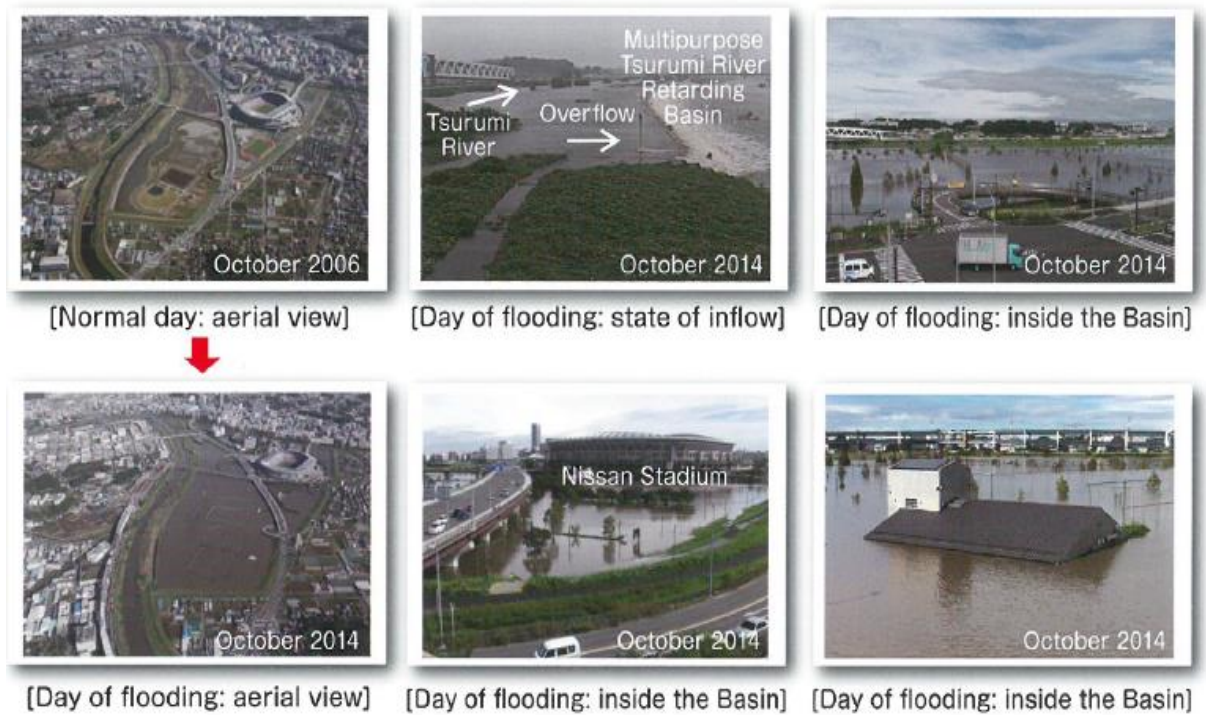 October 2006
[Normal day: aerial view]
Multipurpose
Tsurumi River
Retarding
Basin
Overflow
Tsurumi
River
October 2014
[Day of flooding: state of inflow]
October 2014
[Day of flooding: inside the Basin]
October 2014
[Day of flooding: aerial view]
Nissan Stadium
October 2014
[Day of flooding: inside the Basin]
October 2014
[Day of flooding: inside the Basin]